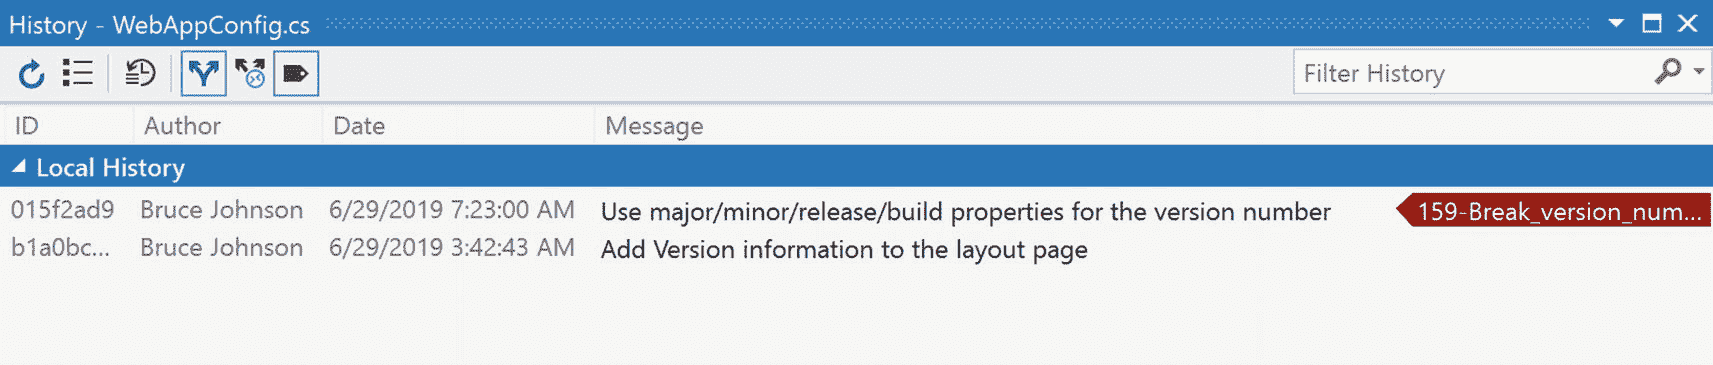 History - WebAppConfig.cs
Filter History
ID Author Date Message
Local History
015f2ad9 Bruce Johnson 6/29/2019 7:23:00 AM Use major/minor/release/build properties for the version number 159-Break_version_num...
b1a0bc... Bruce Johnson 6/29/2019 3:42:43 AM Add Version information to the layout page